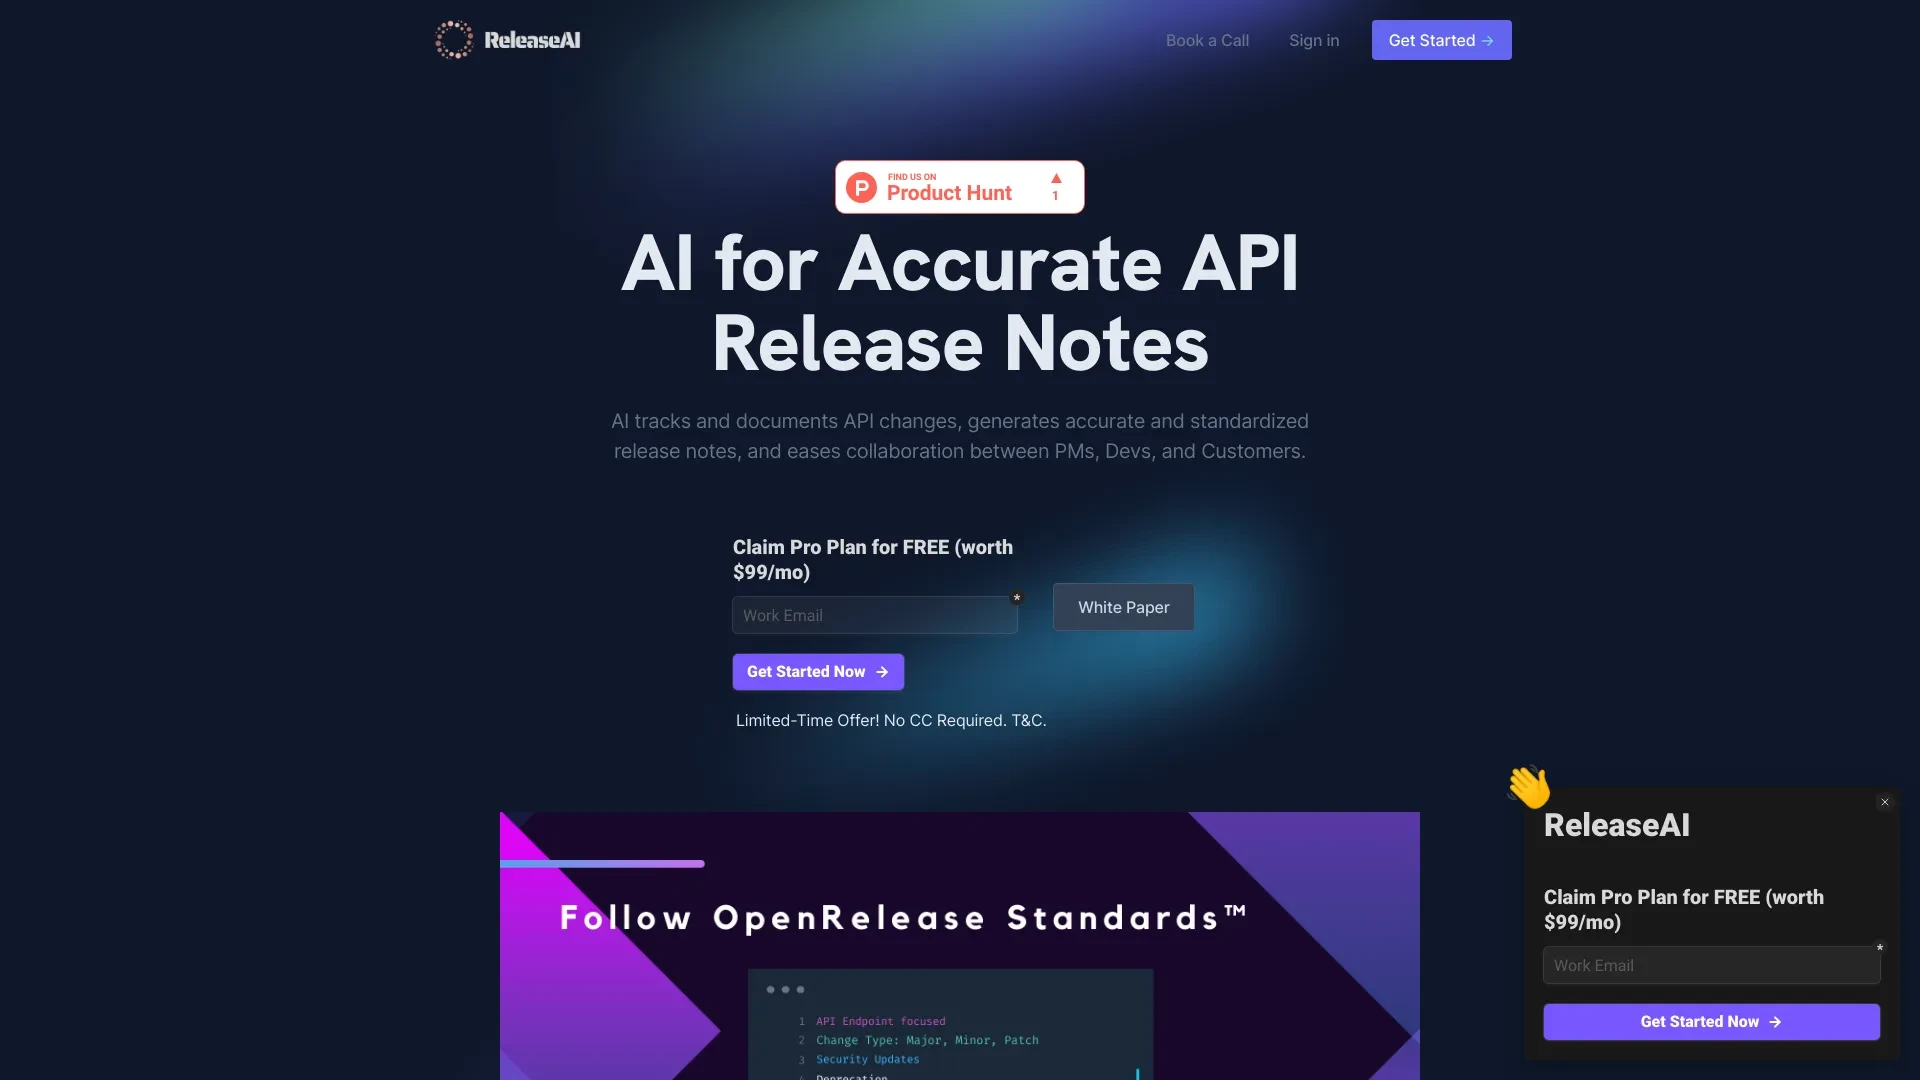 ReleaseAI
Book a Call
Sign in
Get Started →
FIND US ON
Product Hunt
▲
1
AI for Accurate API
Release Notes
AI tracks and documents API changes, generates accurate and standardized
release notes, and eases collaboration between PMs, Devs, and Customers.
Claim Pro Plan for FREE (worth
$99/mo)
*
Work Email
White Paper
Get Started Now →
Limited-Time Offer! No CC Required. T&C.
Follow OpenRelease Standards™
1 API Endpoint focused
2 Change Type: Major, Minor, Patch
3 Security Updates
4 Deprecation
ReleaseAI
Claim Pro Plan for FREE (worth
$99/mo)
*
Work Email
Get Started Now →